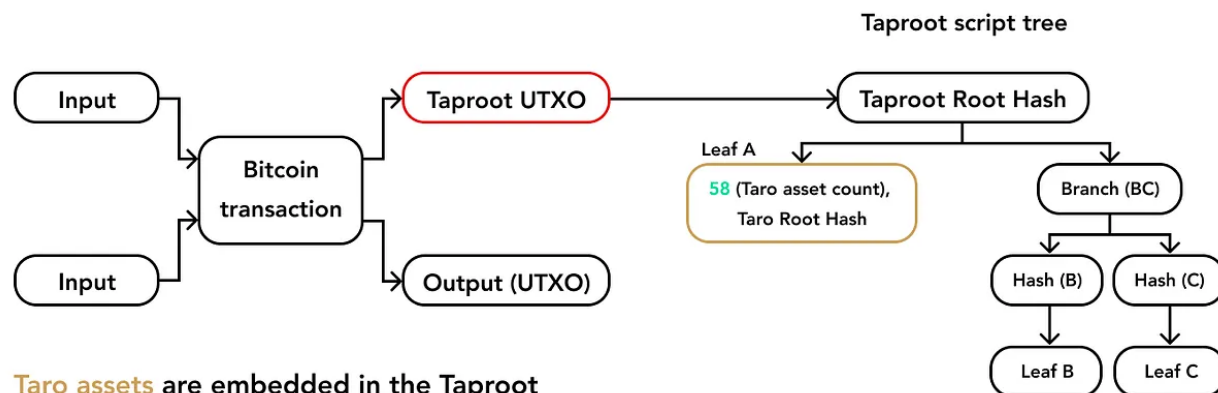 Taproot script tree
Input
Taproot UTXO
Taproot Root Hash
Leaf A
Bitcoin
transaction
58 (Taro asset count),
Taro Root Hash
Branch (BC)
Input
Output (UTXO)
Hash (B)
Hash (C)
Leaf B
Leaf C
Taro assets are embedded in the Taproot